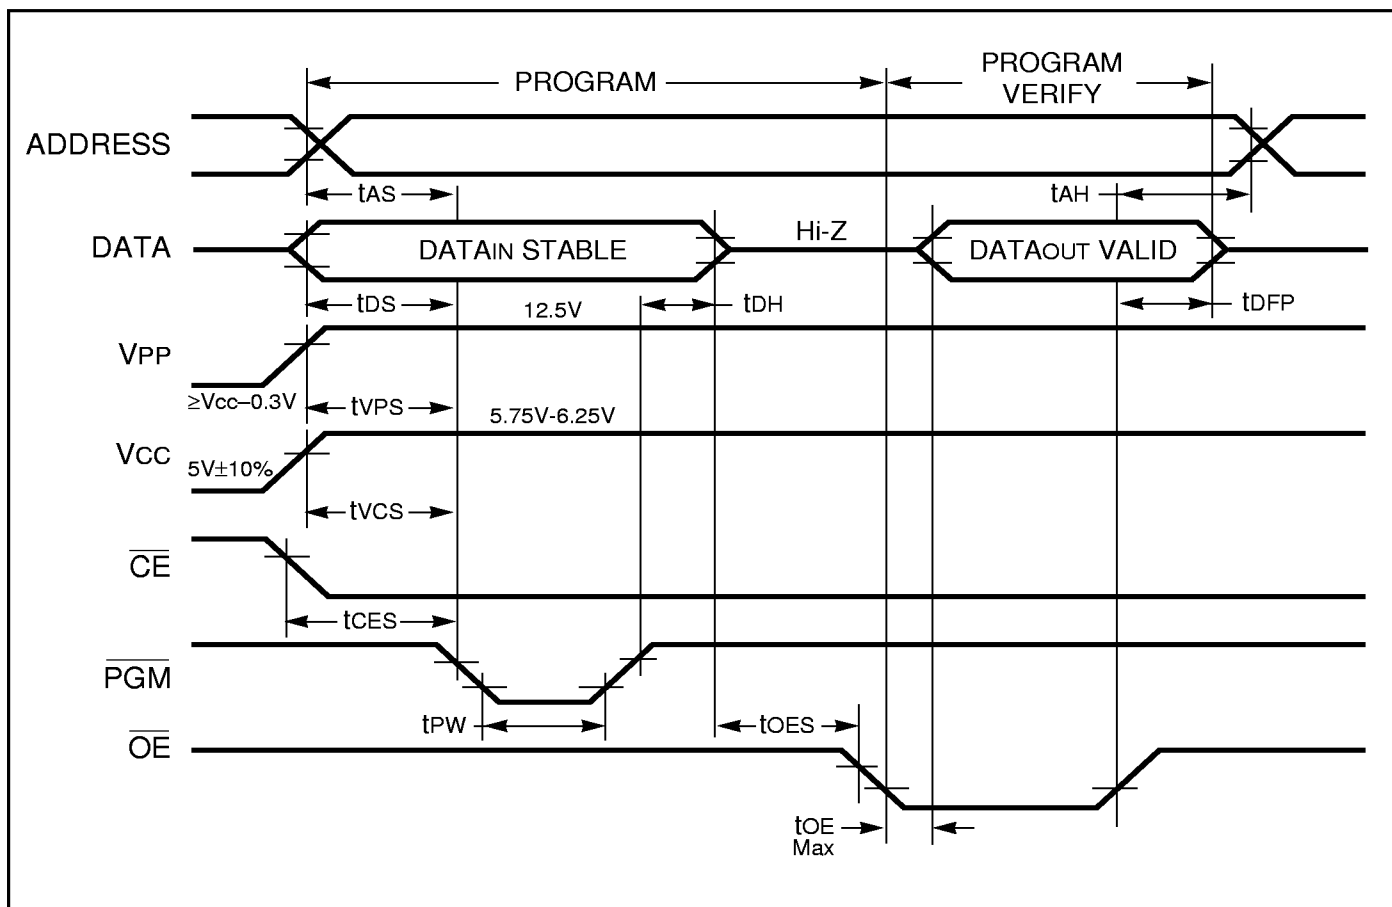 PROGRAM
PROGRAM
VERIFY
ADDRESS
tAS
tAH
DATA
DATAIN STABLE
Hi-Z
DATAOUT VALID
tDS
12.5V
tDH
tDFP
VPP
≥Vcc–0.3V
tVPS
5.75V-6.25V
VCC
5V±10%
tVCS
CE
tCES
PGM
tPW
tOES
OE
tOE
Max